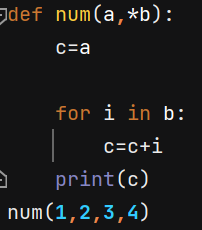 def num(a,*b):
    c=a
    for i in b:
        c=c+i
    print(c)
num(1,2,3,4)